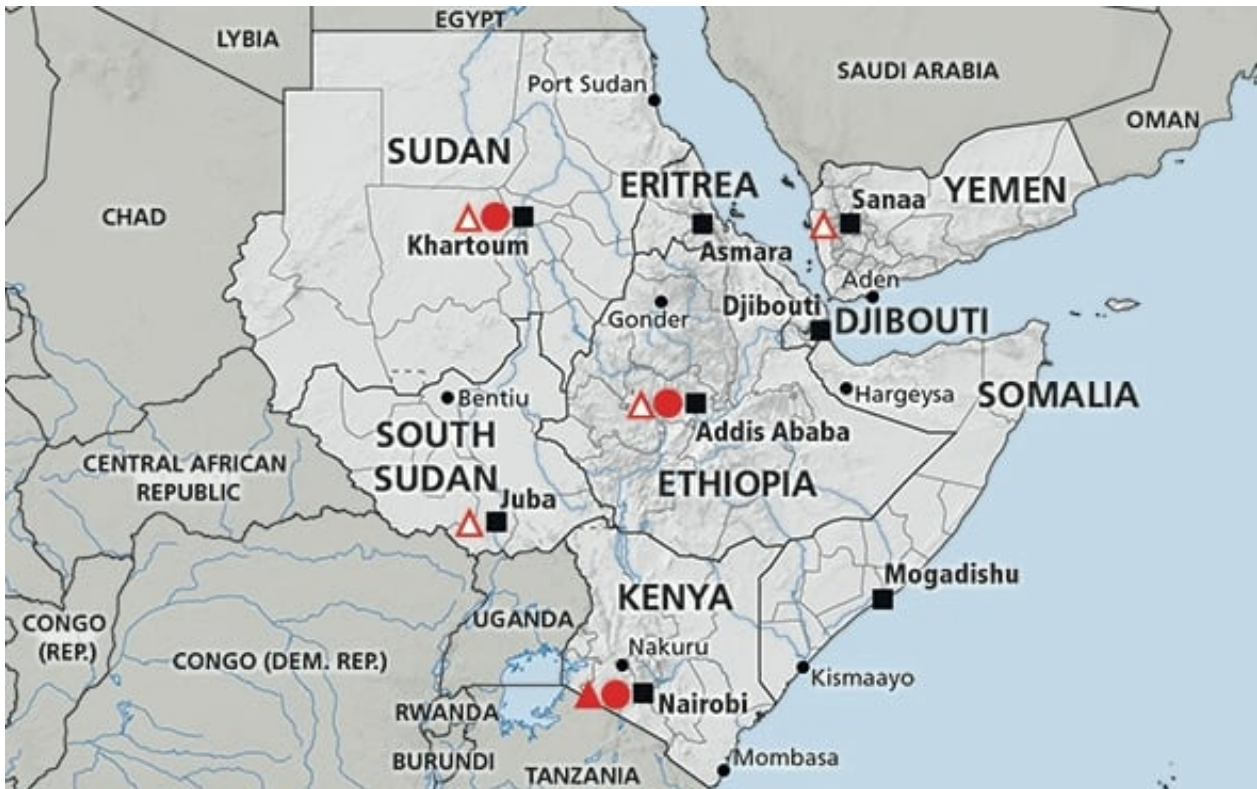 EGYPT
LYBIA
SAUDI ARABIA
Port Sudan
OMAN
SUDAN
ERITREA
YEMEN
Sanaa
CHAD
Khartoum
Asmara
Aden
Djibouti
DJIBOUTI
Gonder
Bentiu
Hargeysa
SOMALIA
Addis Ababa
SOUTH
SUDAN
CENTRAL AFRICAN
REPUBLIC
ETHIOPIA
Juba
Mogadishu
KENYA
UGANDA
CONGO
(REP.)
CONGO (DEM. REP.)
Nakuru
Kismaayo
Nairobi
RWANDA
BURUNDI
TANZANIA
Mombasa